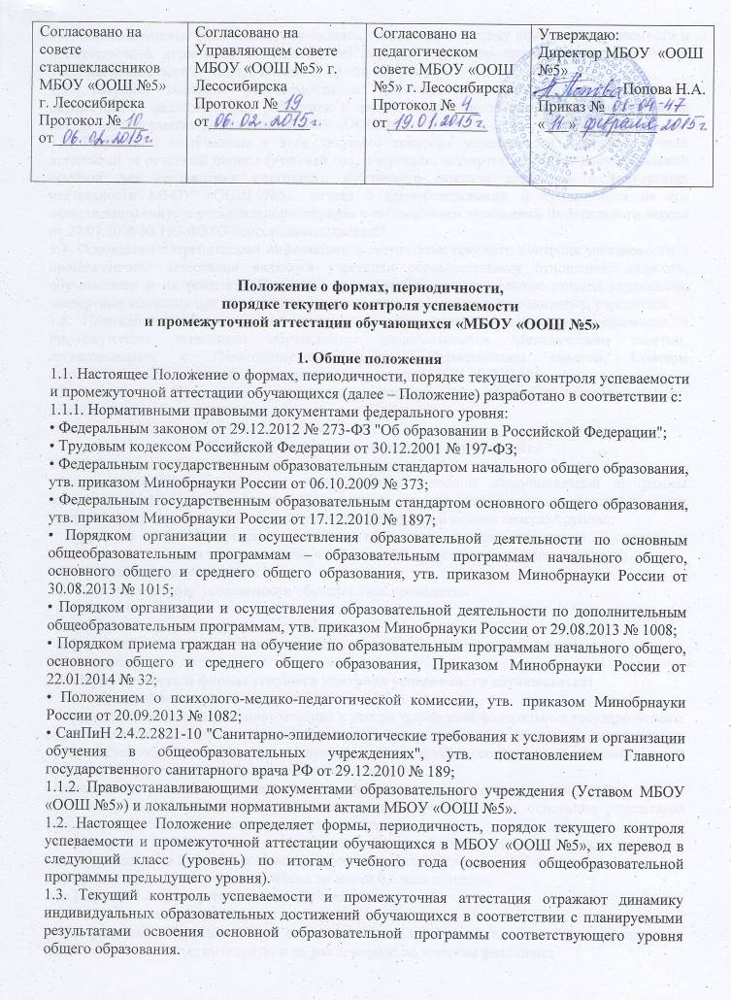 Согласовано на
совете
старшеклассников
МБОУ «ООШ №5»
г. Лесосибирска
Протокол № 10
от 06.02.2015г.
Согласовано на
Управляющем совете
МБОУ «ООШ №5» г.
Лесосибирска
Протокол № 19
от 06.02.2015г.
Согласовано на
педагогическом
совете МБОУ «ООШ
№5» г. Лесосибирска
Протокол № 4
от 19.01.2015г.
Утверждаю:
Директор МБОУ «ООШ
№5»
Попова Н.А.
Приказ № 01-04-47
« 11 » февраля 2015г
Положение о формах, периодичности,
порядке текущего контроля успеваемости
и промежуточной аттестации обучающихся «МБОУ «ООШ №5»
1. Общие положения
1.1. Настоящее Положение о формах, периодичности, порядке текущего контроля успеваемости
и промежуточной аттестации обучающихся (далее – Положение) разработано в соответствии с:
1.1.1. Нормативными правовыми документами федерального уровня:
• Федеральным законом от 29.12.2012 № 273-ФЗ "Об образовании в Российской Федерации";
• Трудовым кодексом Российской Федерации от 30.12.2001 № 197-ФЗ;
• Федеральным государственным образовательным стандартом начального общего образования,
утв. приказом Минобрнауки России от 06.10.2009 № 373;
• Федеральным государственным образовательным стандартом основного общего образования,
утв. приказом Минобрнауки России от 17.12.2010 № 1897;
• Порядком организации и осуществления образовательной деятельности по основным
общеобразовательным программам – образовательным программам начального общего,
основного общего и среднего общего образования, утв. приказом Минобрнауки России от
30.08.2013 № 1015;
• Порядком организации и осуществления образовательной деятельности по дополнительным
общеобразовательным программам, утв. приказом Минобрнауки России от 29.08.2013 № 1008;
• Порядком приема граждан на обучение по образовательным программам начального общего,
основного общего и среднего общего образования, Приказом Минобрнауки России от
22.01.2014 № 32;
• Положением о психолого-медико-педагогической комиссии, утв. приказом Минобрнауки
России от 20.09.2013 № 1082;
• СанПиН 2.4.2.2821-10 "Санитарно-эпидемиологические требования к условиям и организации
обучения в общеобразовательных учреждениях", утв. постановлением Главного
государственного санитарного врача РФ от 29.12.2010 № 189;
1.1.2. Правоустанавливающими документами образовательного учреждения (Уставом МБОУ
«ООШ №5») и локальными нормативными актами МБОУ «ООШ №5».
1.2. Настоящее Положение определяет формы, периодичность, порядок текущего контроля
успеваемости и промежуточной аттестации обучающихся в МБОУ «ООШ №5», их перевод в
следующий класс (уровень) по итогам учебного года (освоения общеобразовательной
программы предыдущего уровня).
1.3. Текущий контроль успеваемости и промежуточная аттестация отражают динамику
индивидуальных образовательных достижений обучающихся в соответствии с планируемыми
результатами освоения основной образовательной программы соответствующего уровня
общего образования.